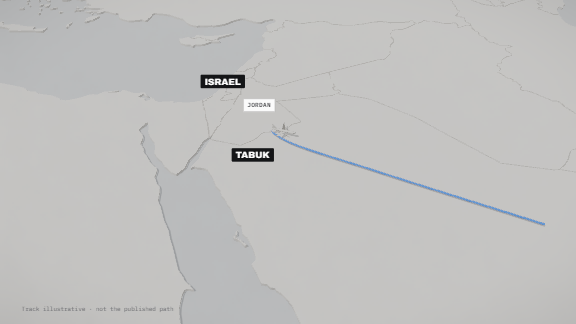 ISRAEL
JORDAN
TABUK
Track illustrative - not the published path